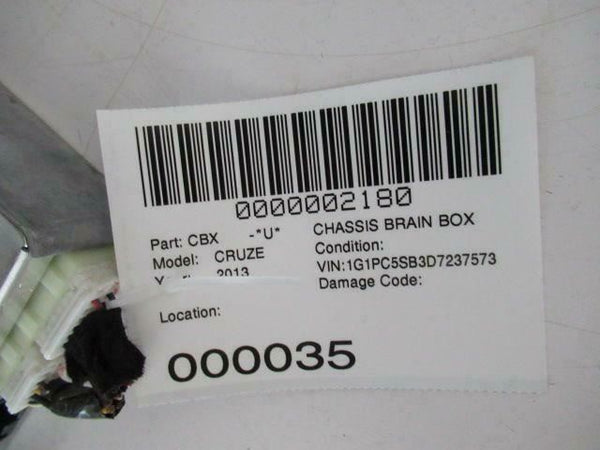 0000002180
Part: CBX -*U* CHASSIS BRAIN BOX
Model: CRUZE Condition:
2013 VIN:1G1PC5SB3D7237573
Damage Code:
Location:
000035